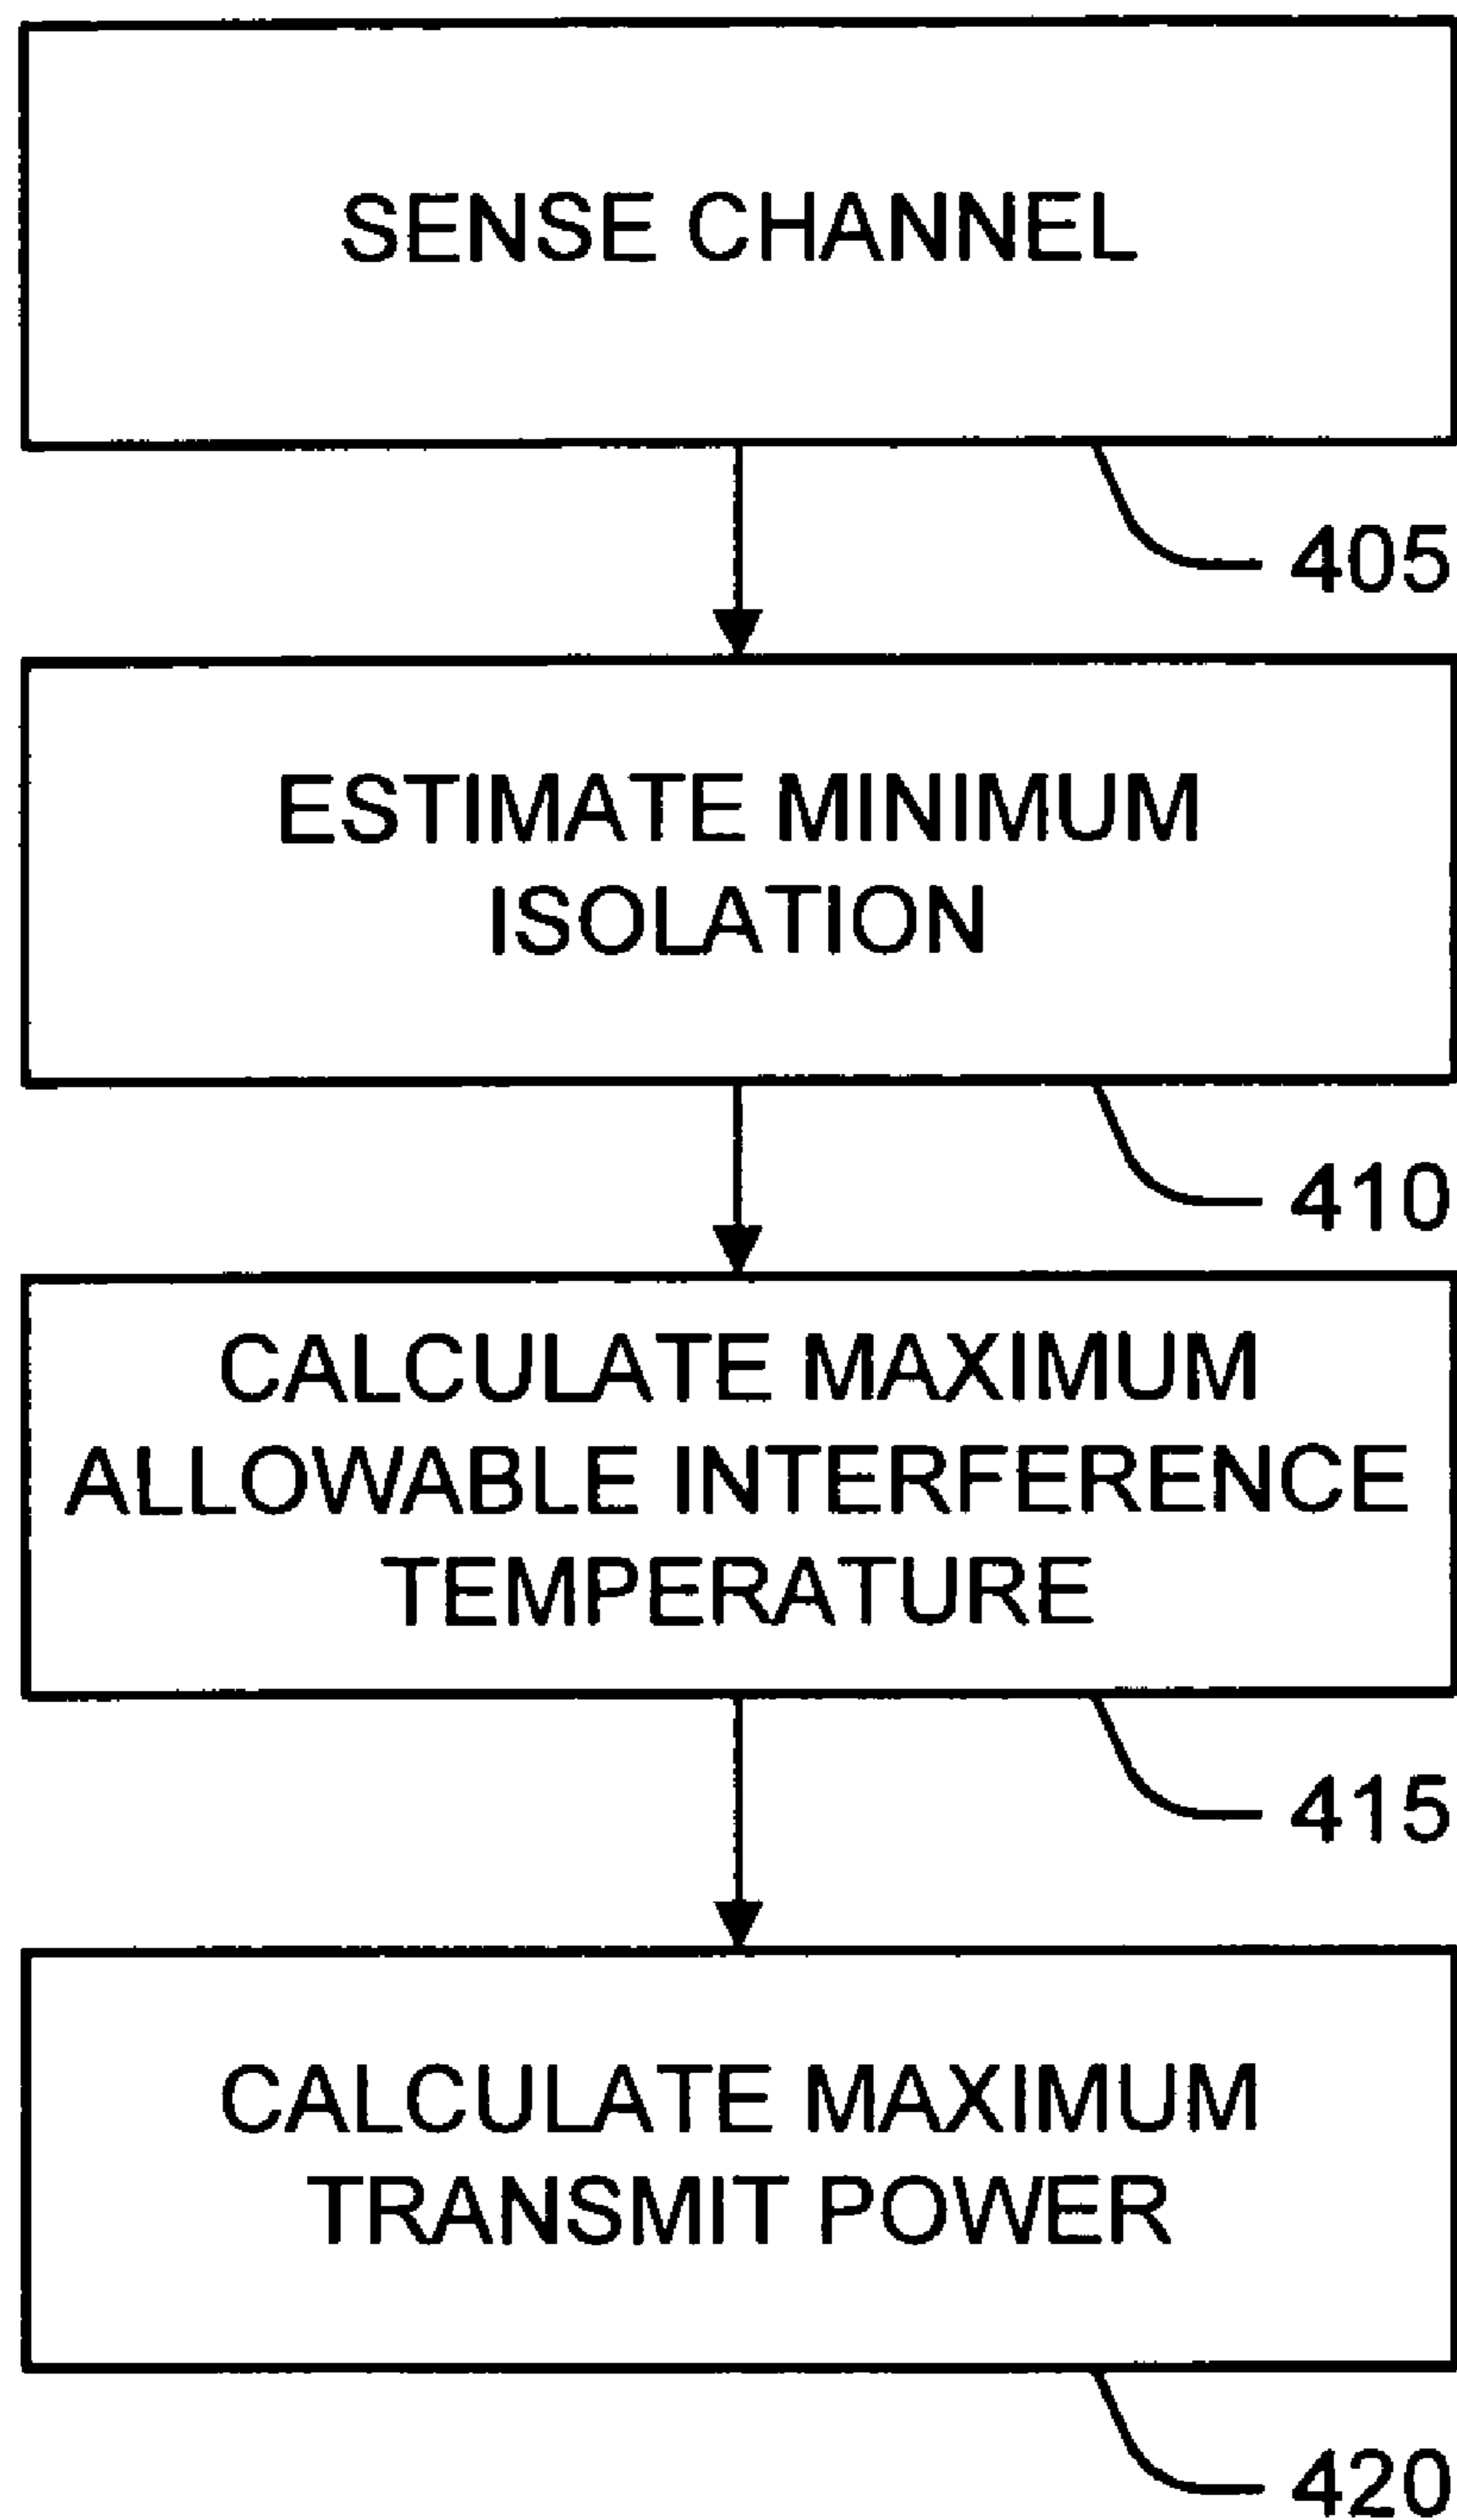 SENSE CHANNEL
405
ESTIMATE MINIMUM
ISOLATION
410
CALCULATE MAXIMUM
ALLOWABLE INTERFERENCE
TEMPERATURE
415
CALCULATE MAXIMUM
TRANSMIT POWER
420